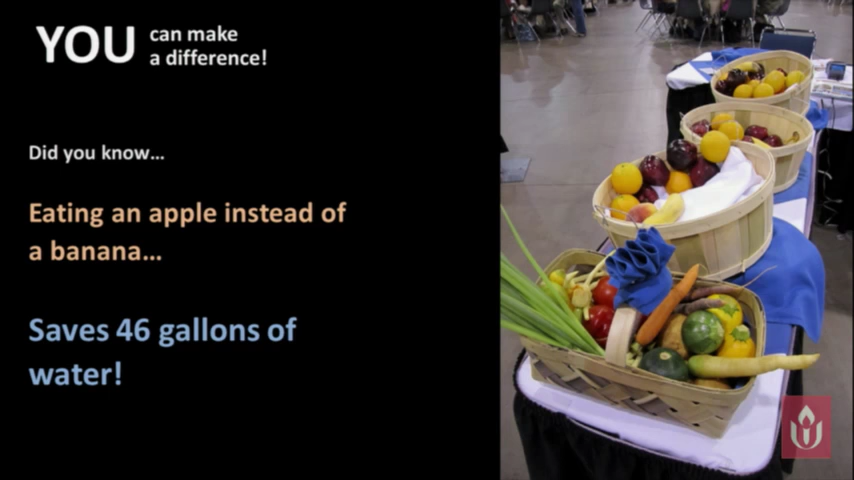 YOU can make
a difference!
Did you know...
Eating an apple instead of
a banana...
Saves 46 gallons of
water!